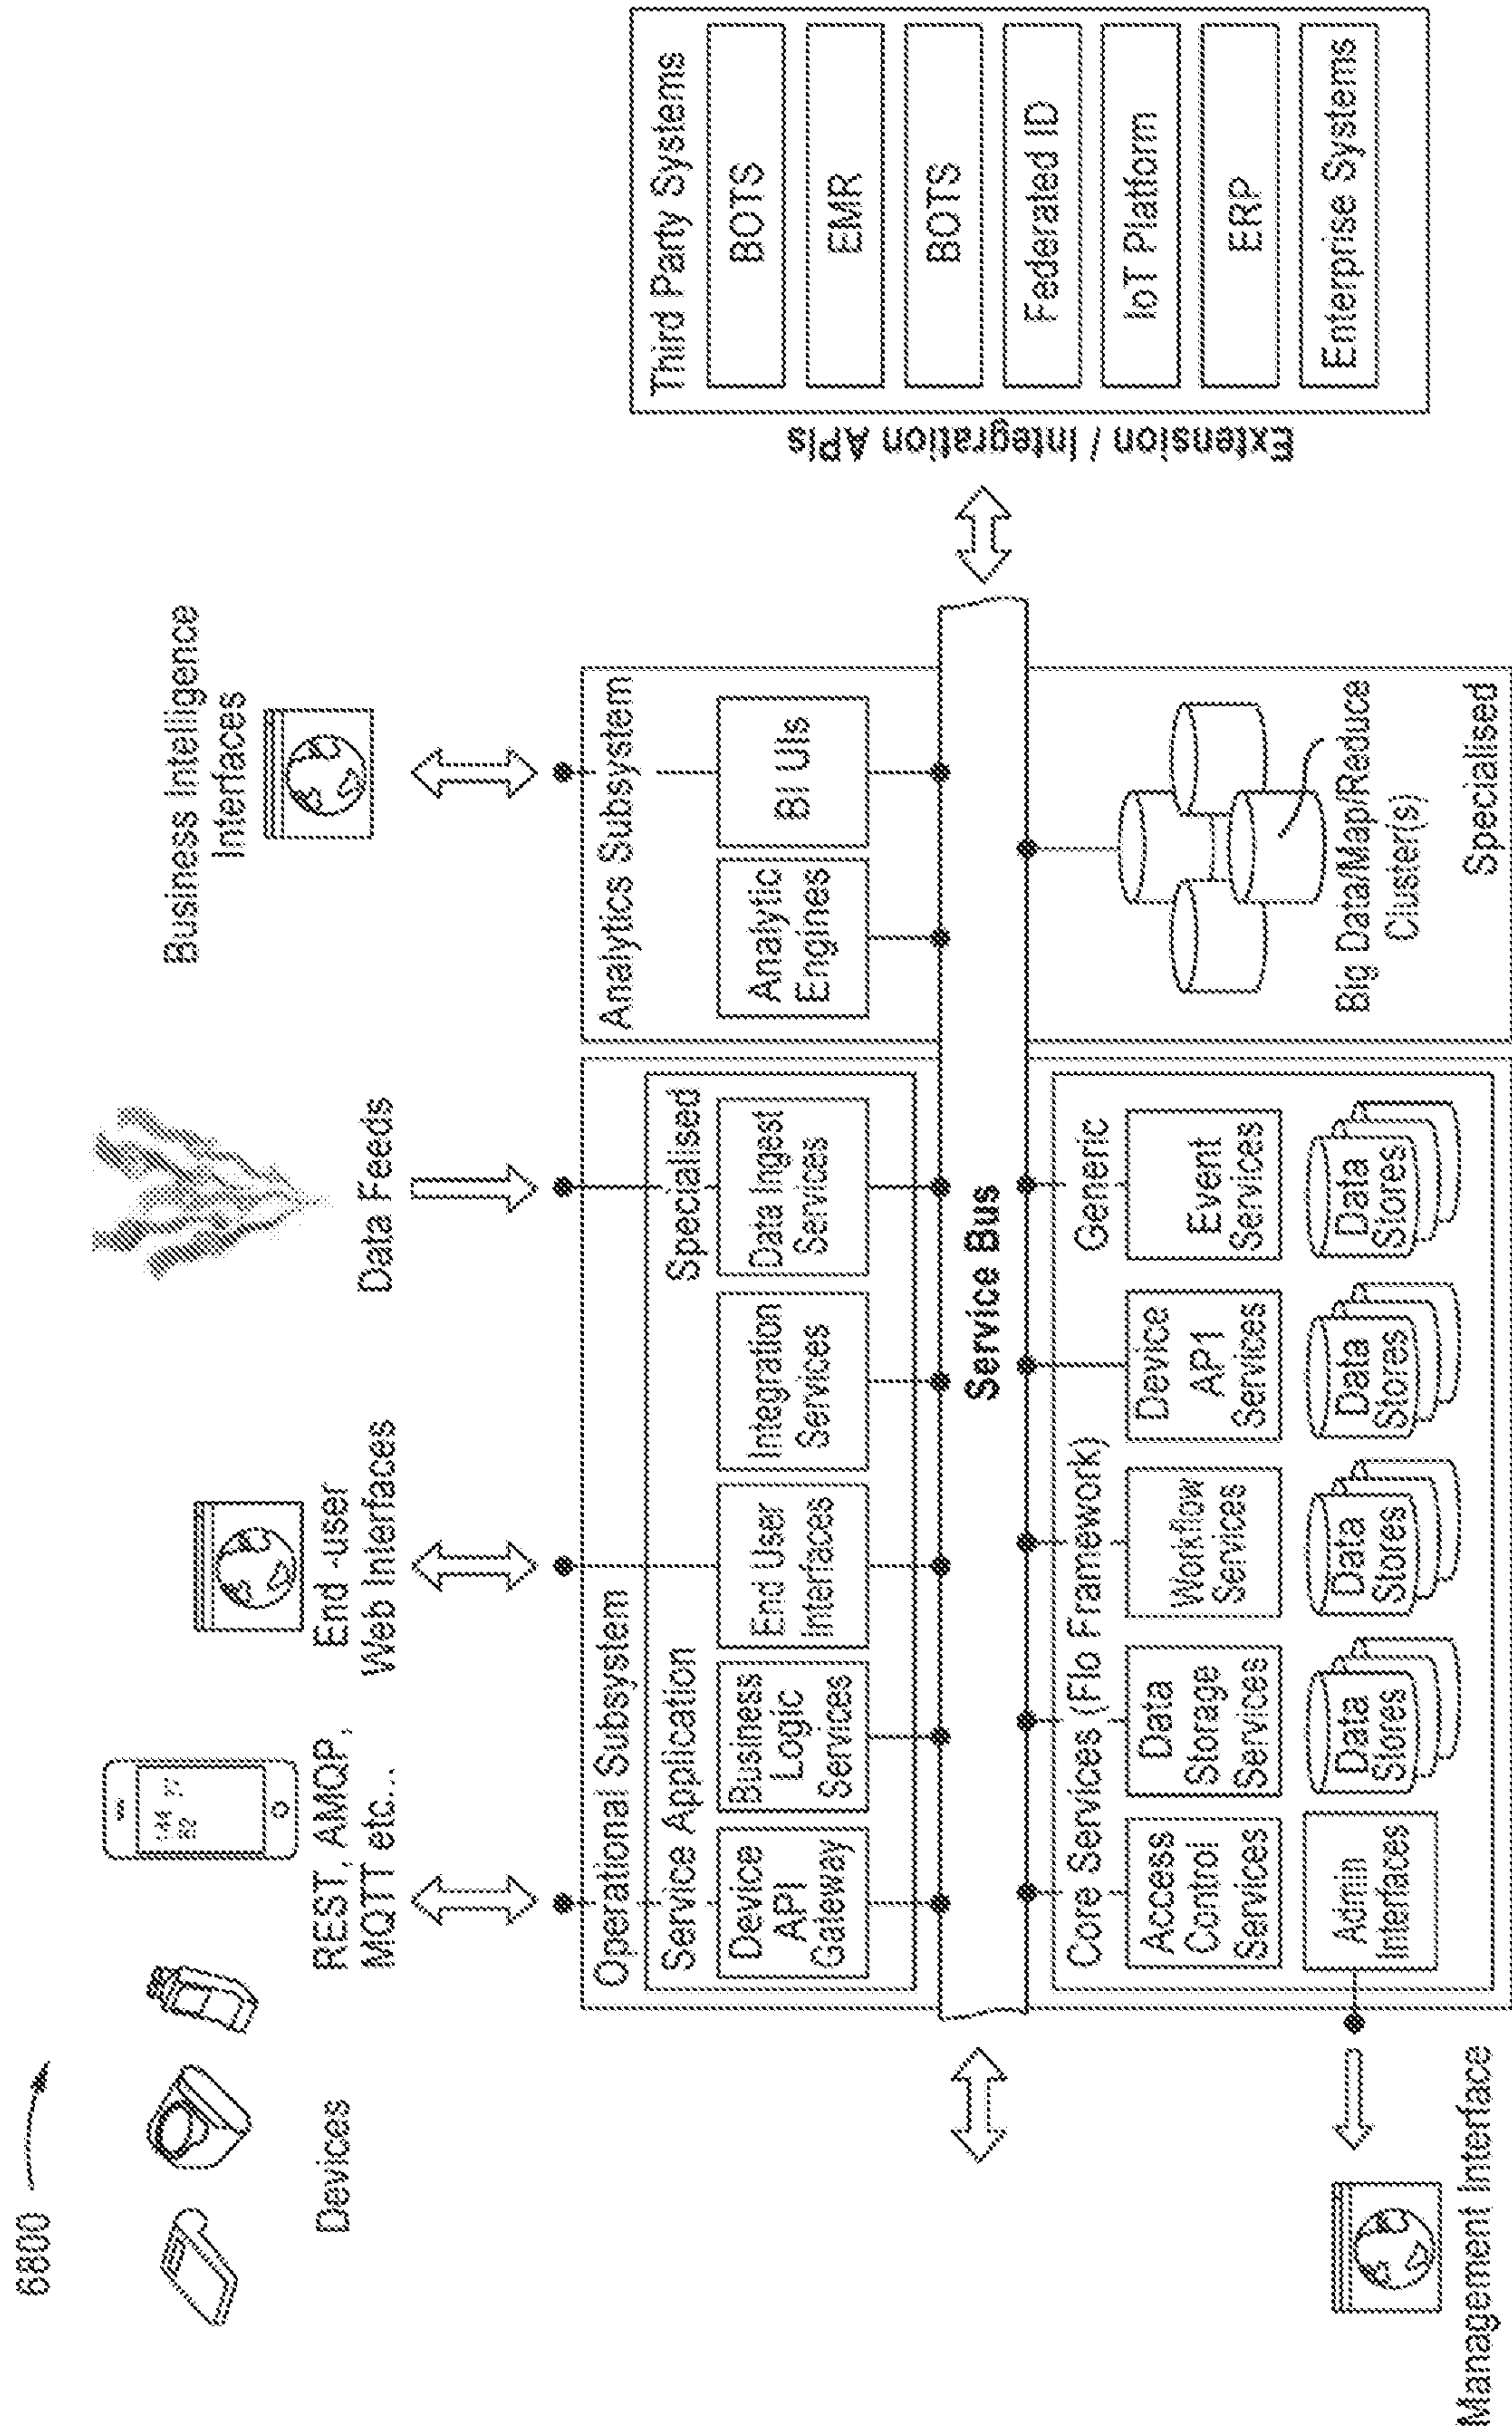 6800
Devices
REST, AMQP,
MQTT etc...
End -user
Web Interfaces
Data Feeds
Business Intelligence
Interfaces
Operational Subsystem
Service Application
Specialised
Device
API
Gateway
Business
Logic
Services
End User
Interfaces
Integration
Services
Data Ingest
Services
Analytics Subsystem
Analytic
Engines
BI UIs
Service Bus
Core Services (Flo Framework)
Generic
Access
Control
Services
Data
Storage
Services
Workflow
Services
Device
AP1
Services
Event
Services
Admin
Interfaces
Data
Stores
Data
Stores
Data
Stores
Data
Stores
Big Data/Map/Reduce
Cluster(s)
Specialised
Management Interface
Extension / Integration APIs
Third Party Systems
BOTS
EMR
BOTS
Federated ID
IoT Platform
ERP
Enterprise Systems